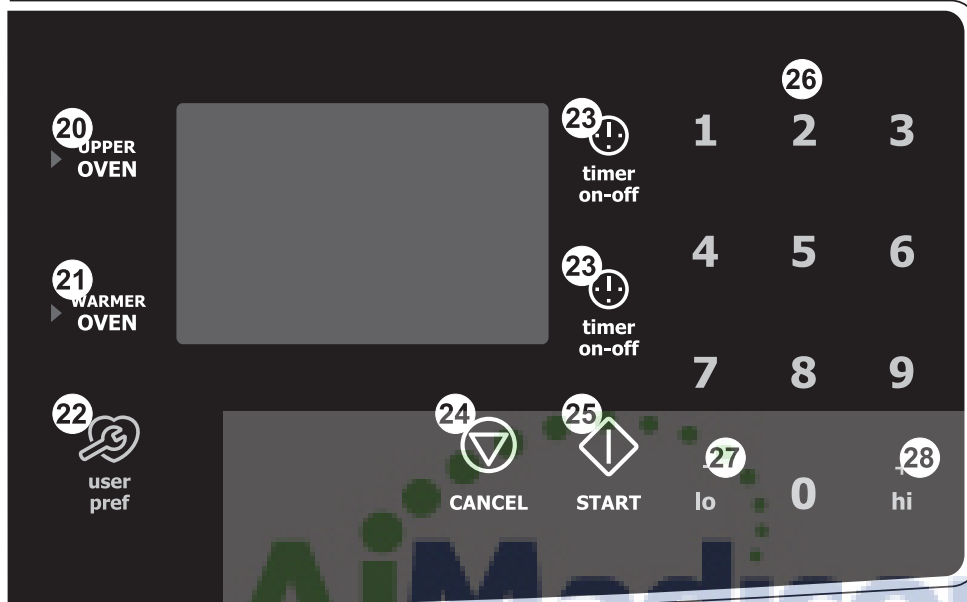 26
20 23 1 2 3
UPPER
OVEN
timer
on-off
21 23 4 5 6
WARMER
OVEN
timer
on-off
7 8 9
22 24 25
user
pref
CANCEL START
27 28
- +
lo 0 hi